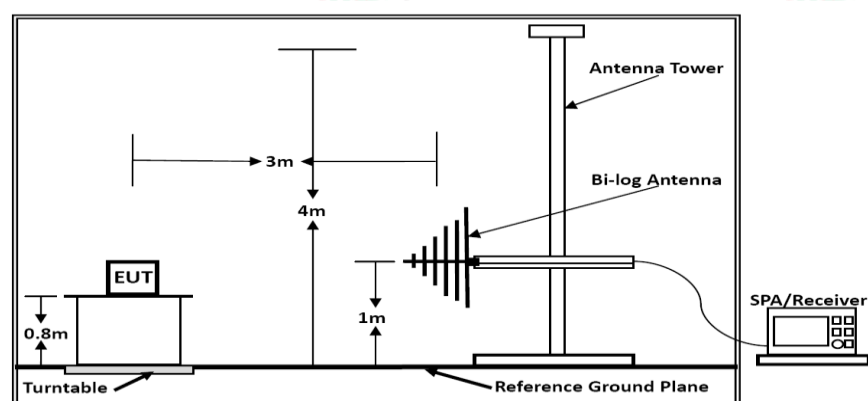 Antenna Tower
3m
Bi-log Antenna
4m
EUT
SPA/Receiver
0.8m
1m
Turntable
Reference Ground Plane